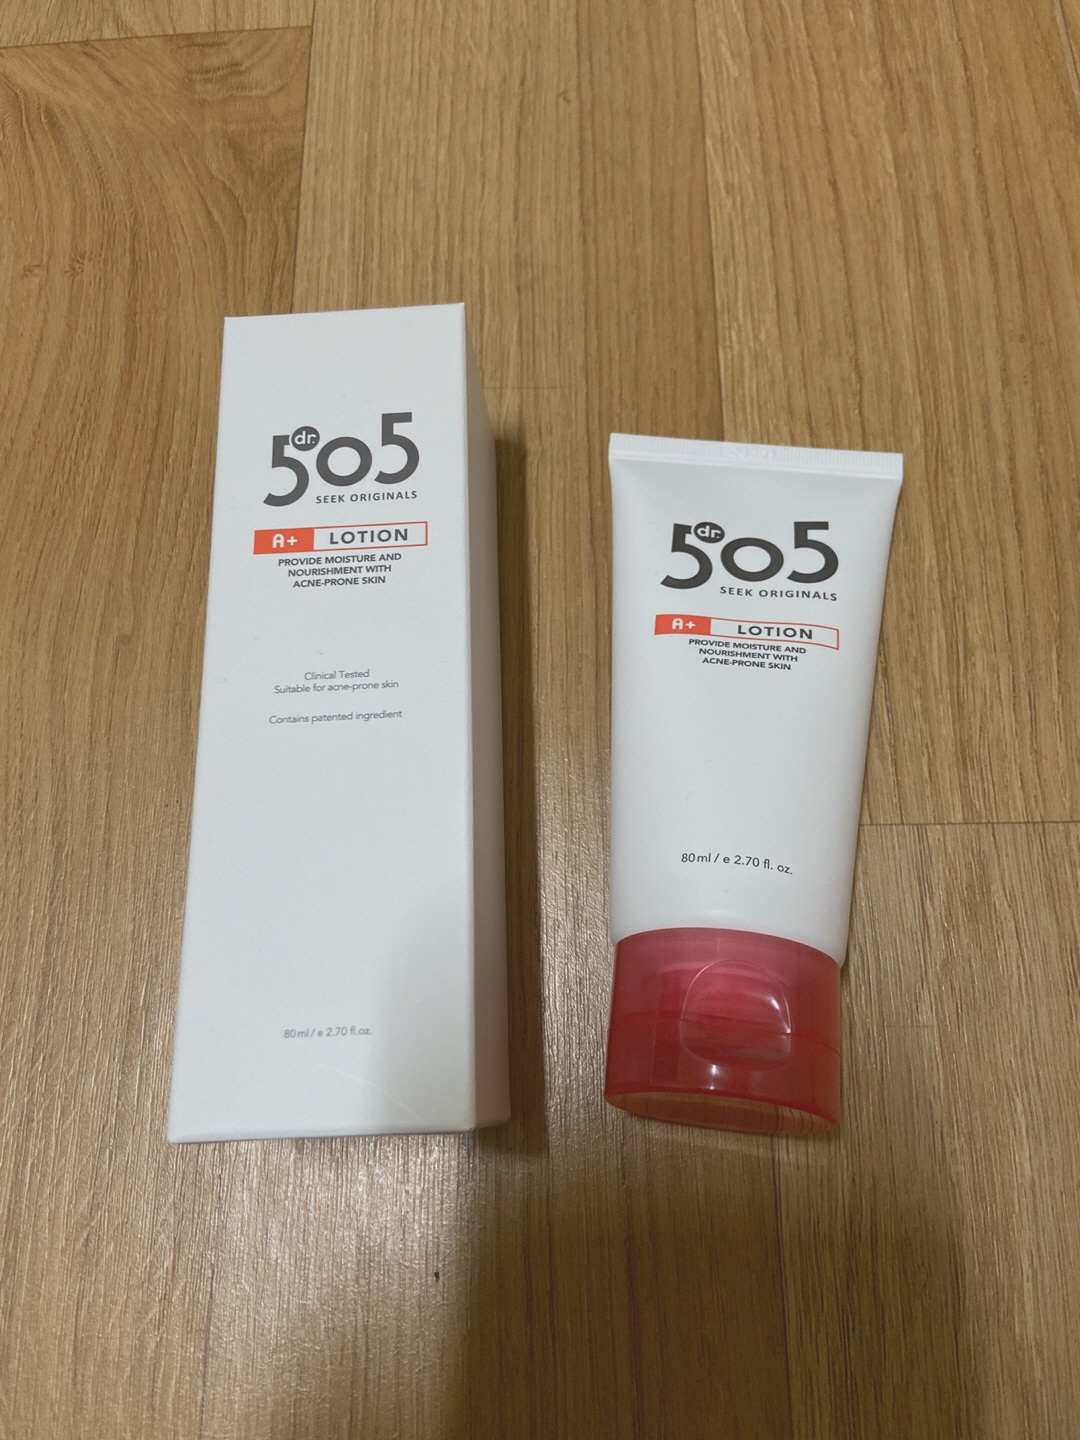 dr.
505
SEEK ORIGINALS
A+ LOTION
PROVIDE MOISTURE AND
NOURISHMENT WITH
ACNE-PRONE SKIN
Clinical Tested
Suitable for acne-prone skin
Contains patented ingredient
80ml / e 2.70 fl.oz.
dr.
505
SEEK ORIGINALS
A+ LOTION
PROVIDE MOISTURE AND
NOURISHMENT WITH
ACNE-PRONE SKIN
80ml / e 2.70 fl. oz.